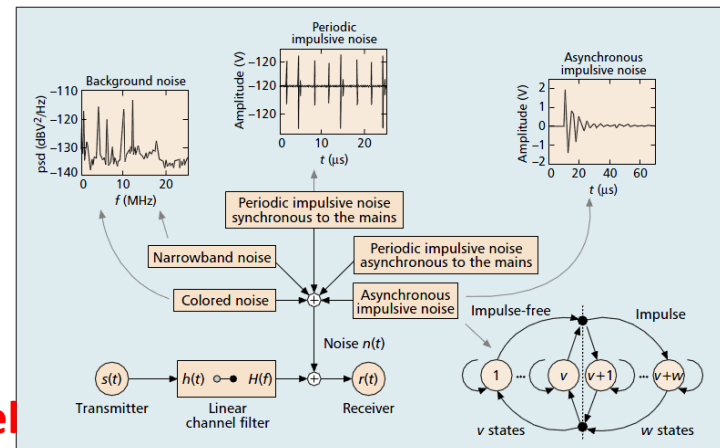 Periodic
impulsive noise
Amplitude (V)
–120
–120
–120
0
10
20
t (μs)
Background noise
psd (dBV²/Hz)
–110
–120
–130
–140
0
10
20
f (MHz)
Asynchronous
impulsive noise
Amplitude (V)
2
1
0
–1
–2
0
20
40
60
t (μs)
Periodic impulsive noise
synchronous to the mains
Narrowband noise
Periodic impulsive noise
asynchronous to the mains
Colored noise
Asynchronous
impulsive noise
Impulse-free
Impulse
Noise n(t)
s(t)
h(t)
H(f)
r(t)
1
...
v
v+1
...
v+w
Transmitter
Linear
channel filter
Receiver
v states
w states
el